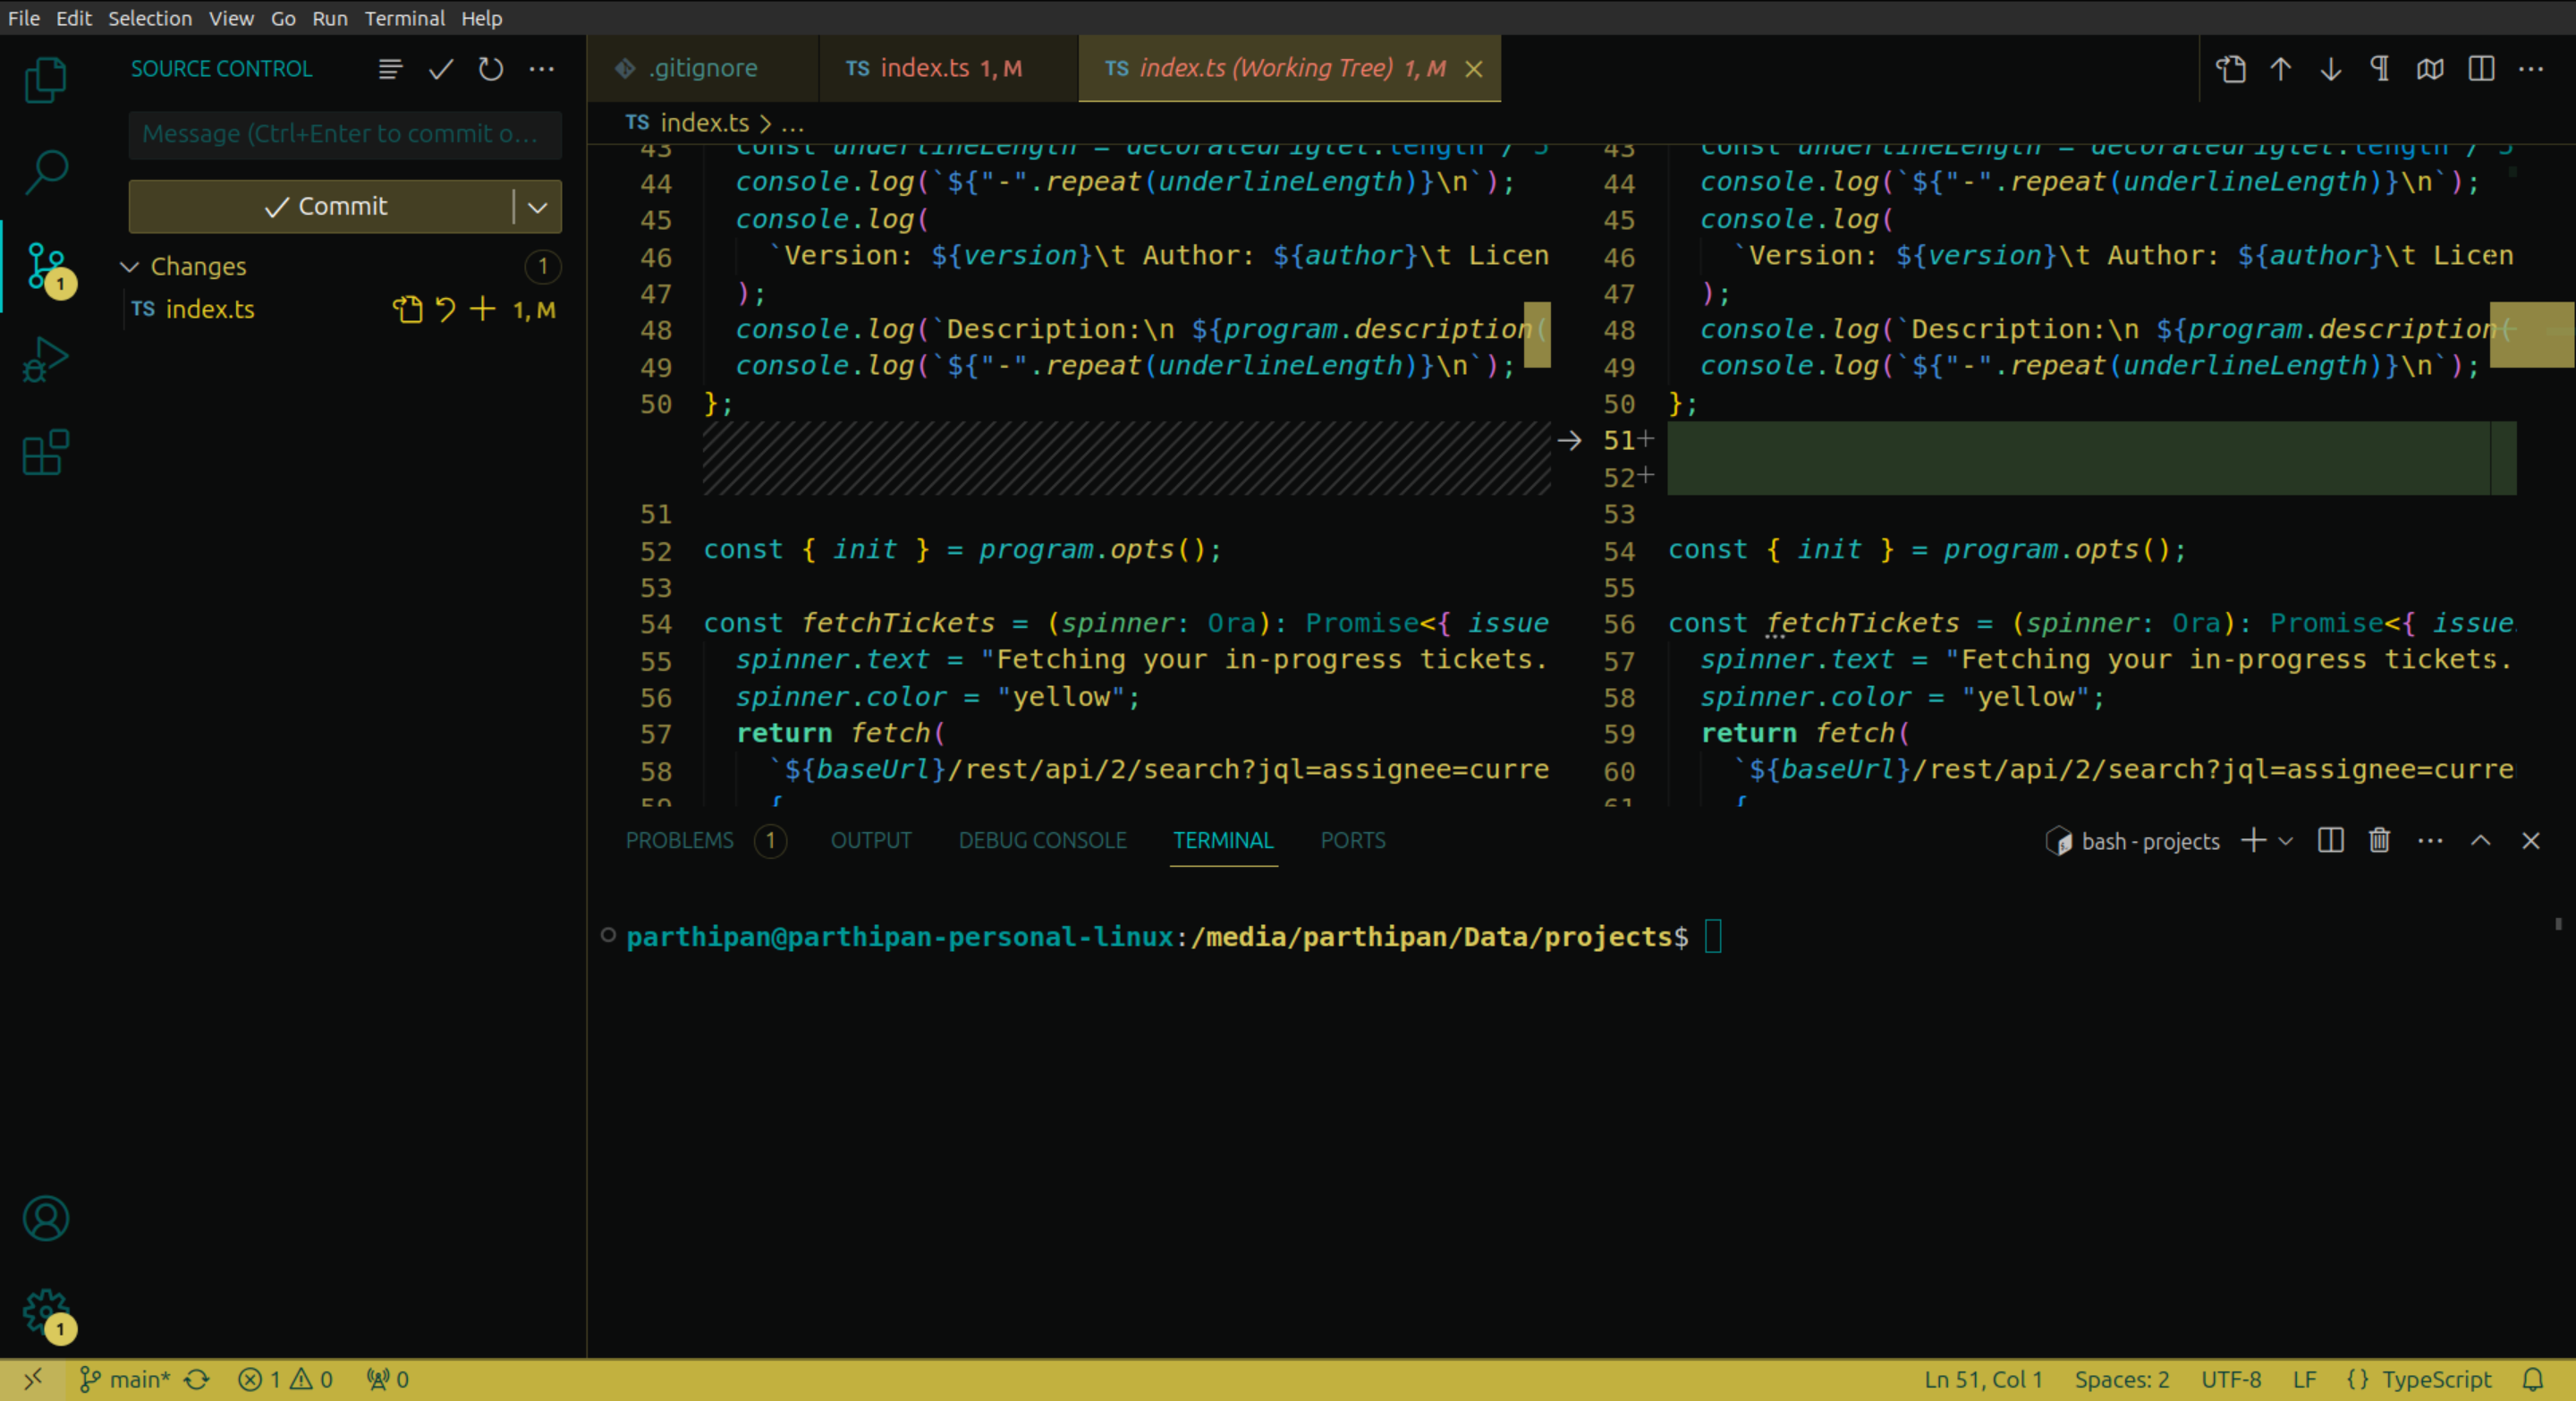 File Edit Selection View Go Run Terminal Help
SOURCE CONTROL
.gitignore
TS index.ts 1, M
TS index.ts (Working Tree) 1, M
Message (Ctrl+Enter to commit o...
Commit
Changes 1
TS index.ts 1, M
1
TS index.ts > ...
43
44 console.log(`${"-".repeat(underlineLength)}\n`);
45 console.log(
46 `Version: ${version}\t Author: ${author}\t Licen
47 );
48 console.log(`Description:\n ${program.description(
49 console.log(`${"-".repeat(underlineLength)}\n`);
50 };
51
52 const { init } = program.opts();
53
54 const fetchTickets = (spinner: Ora): Promise<{ issue
55 spinner.text = "Fetching your in-progress tickets.
56 spinner.color = "yellow";
57 return fetch(
58 `${baseUrl}/rest/api/2/search?jql=assignee=curre
59 {
43
44 console.log(`${"-".repeat(underlineLength)}\n`);
45 console.log(
46 `Version: ${version}\t Author: ${author}\t Licen
47 );
48 console.log(`Description:\n ${program.description(
49 console.log(`${"-".repeat(underlineLength)}\n`);
50 };
51+
52+
53
54 const { init } = program.opts();
55
56 const fetchTickets = (spinner: Ora): Promise<{ issue
57 spinner.text = "Fetching your in-progress tickets.
58 spinner.color = "yellow";
59 return fetch(
60 `${baseUrl}/rest/api/2/search?jql=assignee=curre
61 {
PROBLEMS 1 OUTPUT DEBUG CONSOLE TERMINAL PORTS
bash - projects
parthipan@parthipan-personal-linux:/media/parthipan/Data/projects$
1
main* 1 0 0
Ln 51, Col 1 Spaces: 2 UTF-8 LF {} TypeScript